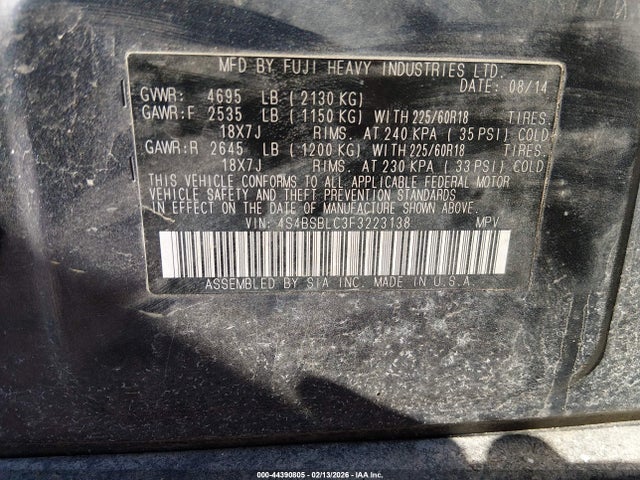 MFD BY FUJI HEAVY INDUSTRIES LTD.
DATE: 08/14
GVWR: 4695 LB (2130 KG)
GAWR:F 2535 LB (1150 KG) WITH 225/60R18 TIRES.
18X7J RIMS. AT 240 KPA (35 PSI) COLD
GAWR:R 2645 LB (1200 KG) WITH 225/60R18 TIRES.
18X7J RIMS. AT 230 KPA (33 PSI) COLD
THIS VEHICLE CONFORMS TO ALL APPLICABLE FEDERAL MOTOR
VEHICLE SAFETY AND THEFT PREVENTION STANDARDS
IN EFFECT ON THE DATE OF MANUFACTURE SHOWN ABOVE.
VIN: 4S4BSBLC3F3223138 MPV
ASSEMBLED BY SIA INC. MADE IN U.S.A.
000-44390805 - 02/13/2026 - IAA Inc.